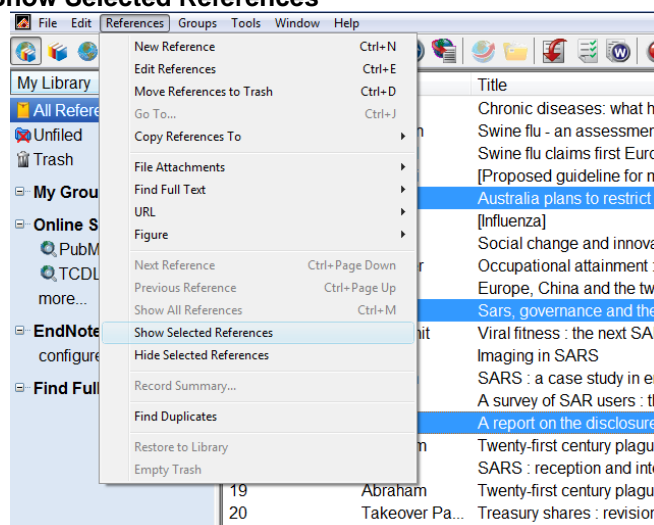 Show Selected References
File Edit References Groups Tools Window Help
New Reference Ctrl+N
Edit References Ctrl+E
Move References to Trash Ctrl+D
Go To... Ctrl+J
Copy References To
File Attachments
Find Full Text
URL
Figure
Next Reference Ctrl+Page Down
Previous Reference Ctrl+Page Up
Show All References Ctrl+M
Show Selected References
Hide Selected References
Record Summary...
Find Duplicates
Restore to Library
Empty Trash
My Library
All Refere
Unfiled
Trash
My Grou
Online S
PubM
TCDL
more...
EndNote
configure
Find Full
Title
Chronic diseases: what h
Swine flu - an assessmen
Swine flu claims first Euro
[Proposed guideline for m
Australia plans to restrict
[Influenza]
Social change and innova
Occupational attainment :
Europe, China and the tw
Sars, governance and the
Viral fitness : the next SA
Imaging in SARS
SARS : a case study in e
A survey of SAR users : th
A report on the disclosure
Twenty-first century plagu
SARS : reception and inte
19 Abraham Twenty-first century plagu
20 Takeover Pa... Treasury shares : revision